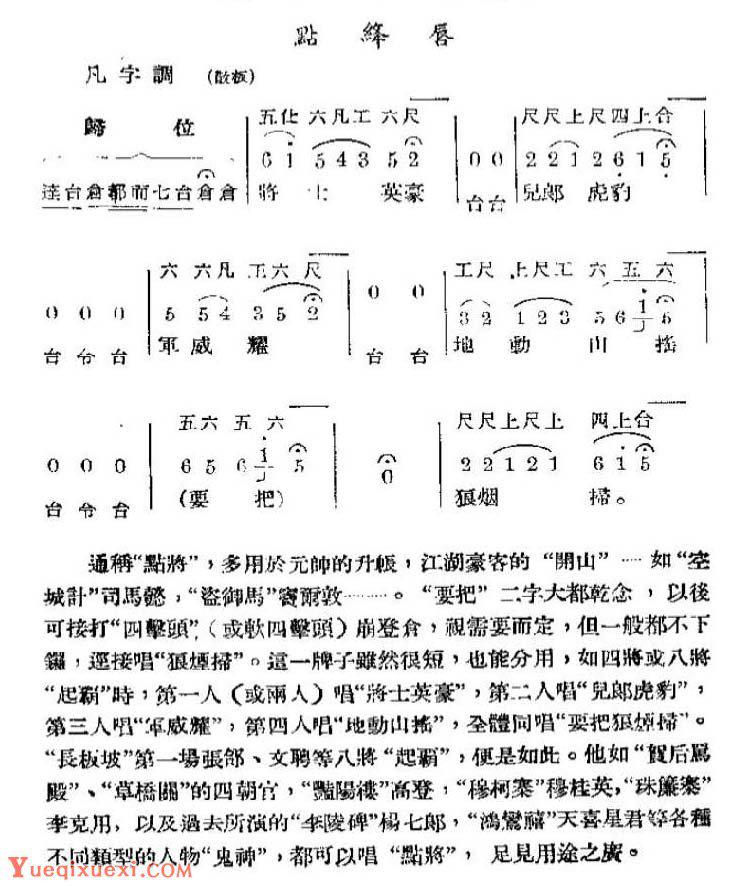 點絳唇
凡字調 (散板)
歸位 五仩六凡工六尺 尺尺上尺四上合
6 i 5 4 3 5 2 0 0 2 2 1 2 6 1 5
達台倉都而七台倉倉 將士英豪 台台 兒郎虎豹
六六凡工六尺 工尺上尺工六五六
0 0 0 5 5 4 3 5 2 0 0 3 2 1 2 3 5 6 i 5
台令台 軍威耀 台台 地動山搖
五六五六 尺尺上尺上 四上合
0 0 0 6 5 6 i 5 0 2 2 1 2 1 6 1 5
台令台 (要把) 狼烟掃。
通稱“點將”，多用於元帥的升帳，江湖豪客的“開山”……如“空
城計”司馬懿，“盜御馬”竇爾敦………。“要把”二字大都乾念，以後
可接打“四擊頭”(或軟四擊頭)崩登倉，視需要而定，但一般都不下
鑼，逕接唱“狼煙掃”。這一牌子雖然很短，也能分用，如四將或八將
“起霸”時，第一人(或兩人)唱“將士英豪”，第二人唱“兒郎虎豹”，
第三人唱“軍威耀”，第四人唱“地動山搖”，全體同唱“要把狼煙掃”。
“長板坡”第一場張郃、文聘等八將“起霸”，便是如此。他如“賀后罵
殿”、“草橋關”的四朝官，“豔陽樓”高登，“穆柯寨”穆桂英，“珠簾寨”
李克用，以及過去所演的“李陵碑”楊七郎，“鴻鸞禧”天喜星君等各種
不同類型的人物“鬼神”，都可以唱“點將”，足見用途之廣。
Yueqixuexi.com